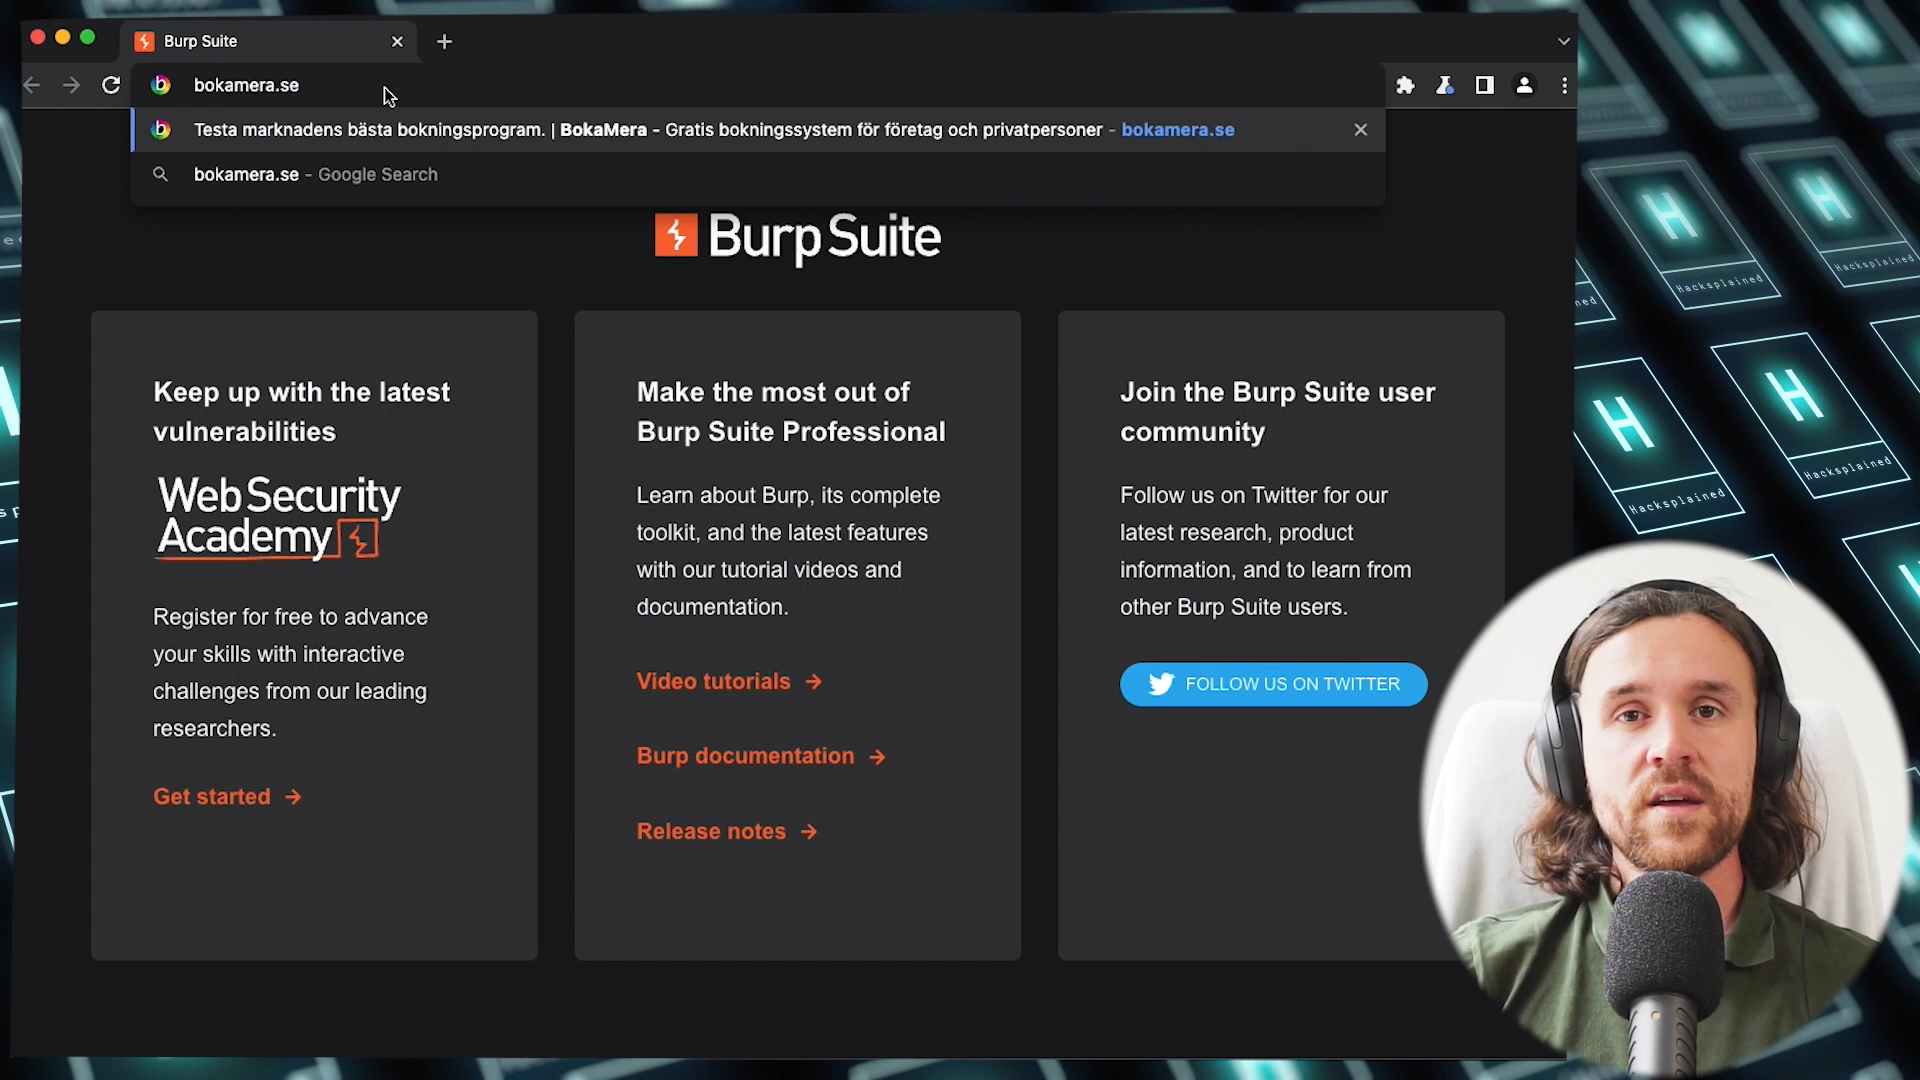 Burp Suite
bokamera.se
Testa marknadens bästa bokningsprogram. | BokaMera - Gratis bokningssystem för företag och privatpersoner - bokamera.se
bokamera.se - Google Search
Burp Suite
Keep up with the latest
vulnerabilities
Web Security
Academy
Register for free to advance
your skills with interactive
challenges from our leading
researchers.
Get started →
Make the most out of
Burp Suite Professional
Learn about Burp, its complete
toolkit, and the latest features
with our tutorial videos and
documentation.
Video tutorials →
Burp documentation →
Release notes →
Join the Burp Suite user
community
Follow us on Twitter for our
latest research, product
information, and to learn from
other Burp Suite users.
FOLLOW US ON TWITTER
H
Hacksplained
H
Hacksplained
H
Hacksplained
H
Hacksplained